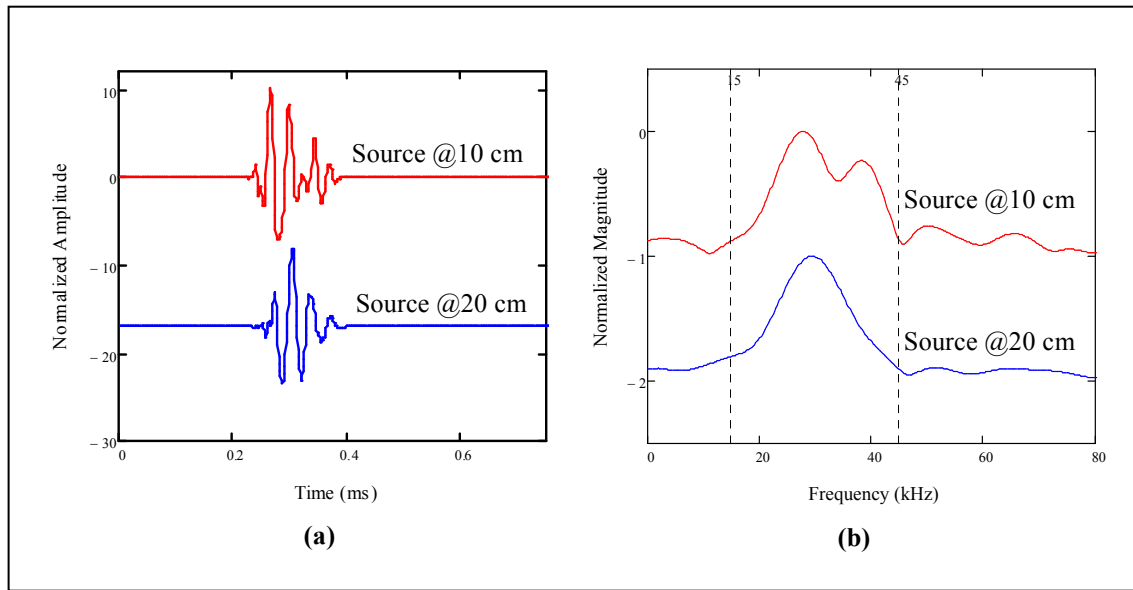 10
0
– 10
– 20
– 30
Normalized Amplitude
Source @10 cm
Source @20 cm
0
0.2
0.4
0.6
Time (ms)
(a)
15
45
0
– 1
– 2
Normalized Magnitude
Source @10 cm
Source @20 cm
0
20
40
60
80
Frequency (kHz)
(b)